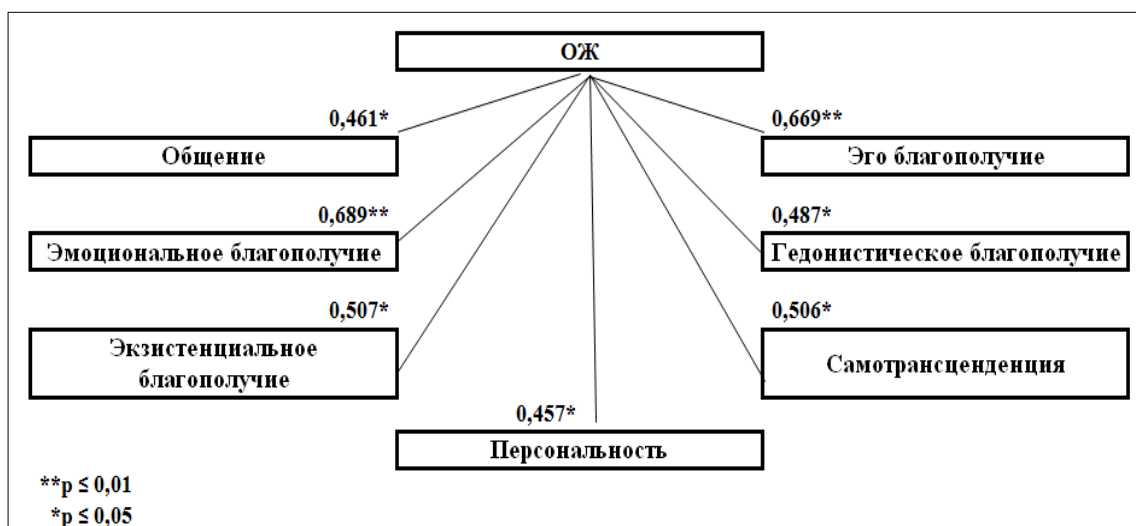 ОЖ
0,461*
Общение
0,669**
Эго благополучие
0,689**
Эмоциональное благополучие
0,487*
Гедонистическое благополучие
0,507*
Экзистенциальное
благополучие
0,506*
Самотрансценденция
0,457*
Персональность
**p ≤ 0,01
*p ≤ 0,05